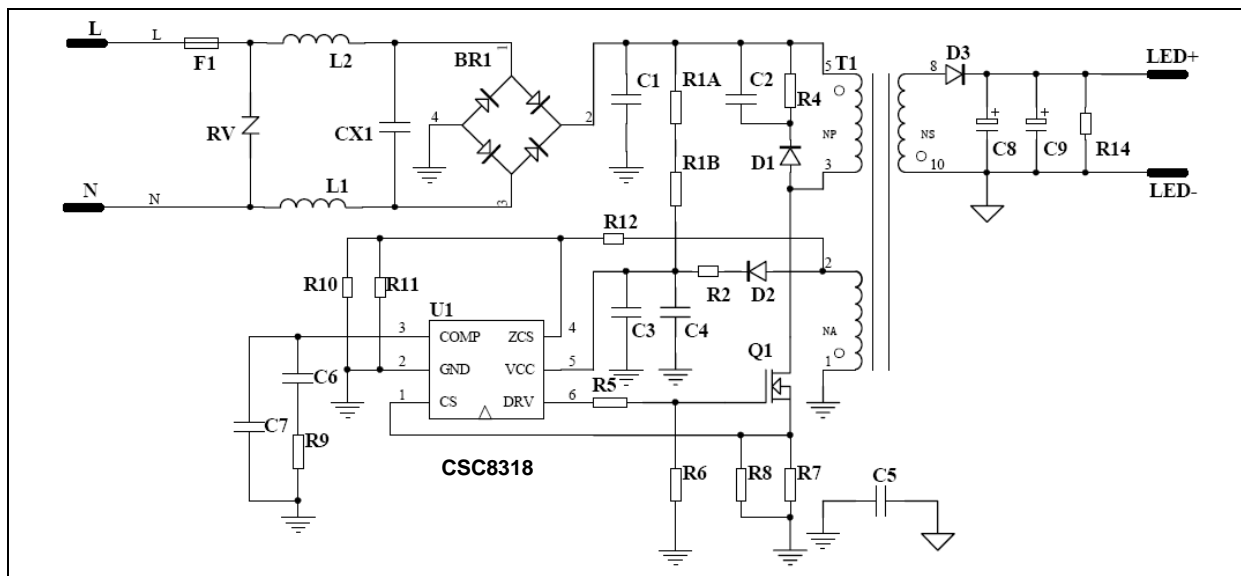 L
L
F1
L2
BR1
1
RV
CX1
4
2
3
N
N
L1
C1
R1A
C2
R4
R1B
D1
5
T1
NP
3
8
D3
NS
10
C8
+
C9
+
R14
LED+
LED-
R12
R10
R11
U1
R2
D2
2
C3
C4
NA
1
Q1
3
COMP
ZCS
4
2
GND
VCC
5
1
CS
DRV
6
R5
C6
C7
R9
CSC8318
R6
R8
R7
C5